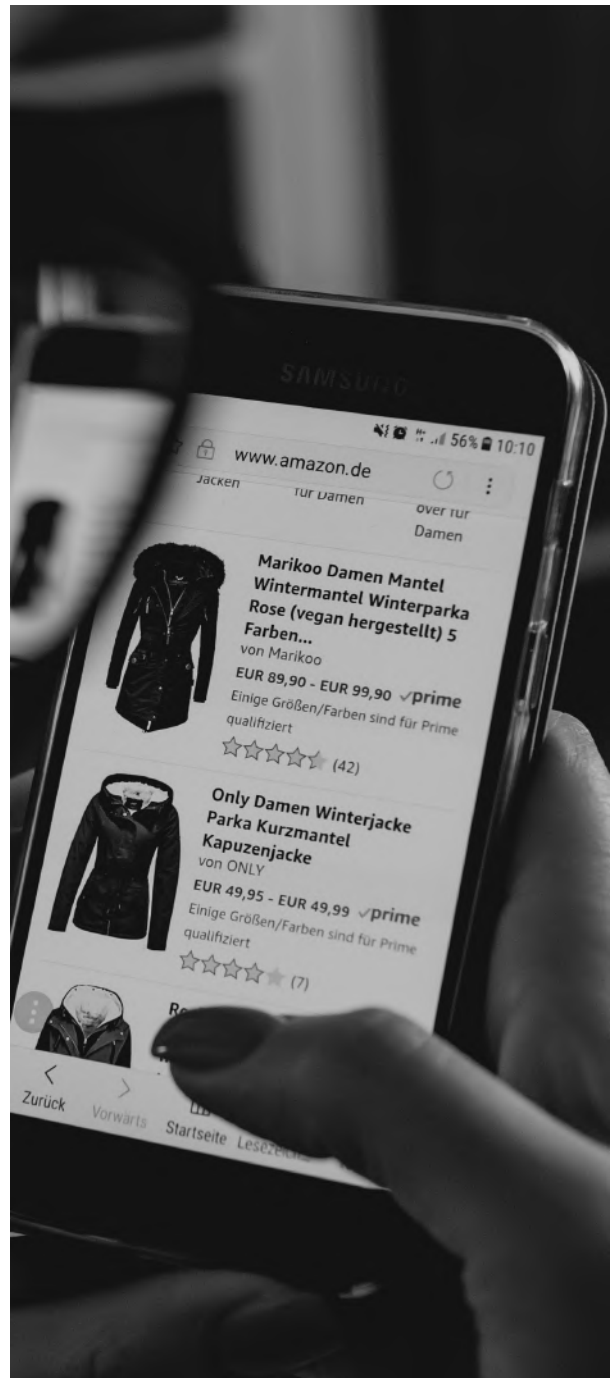 SAMSUNG
56% 10:10
www.amazon.de
Jacken
für Damen
over für
Damen
Marikoo Damen Mantel
Wintermantel Winterparka
Rose (vegan hergestellt) 5
Farben...
von Marikoo
EUR 89,90 - EUR 99,90 ✓prime
Einige Größen/Farben sind für Prime
qualifiziert
(42)
Only Damen Winterjacke
Parka Kurzmantel
Kapuzenjacke
von ONLY
EUR 49,95 - EUR 49,99 ✓prime
Einige Größen/Farben sind für Prime
qualifiziert
(7)
Zurück
Vorwärts
Startseite